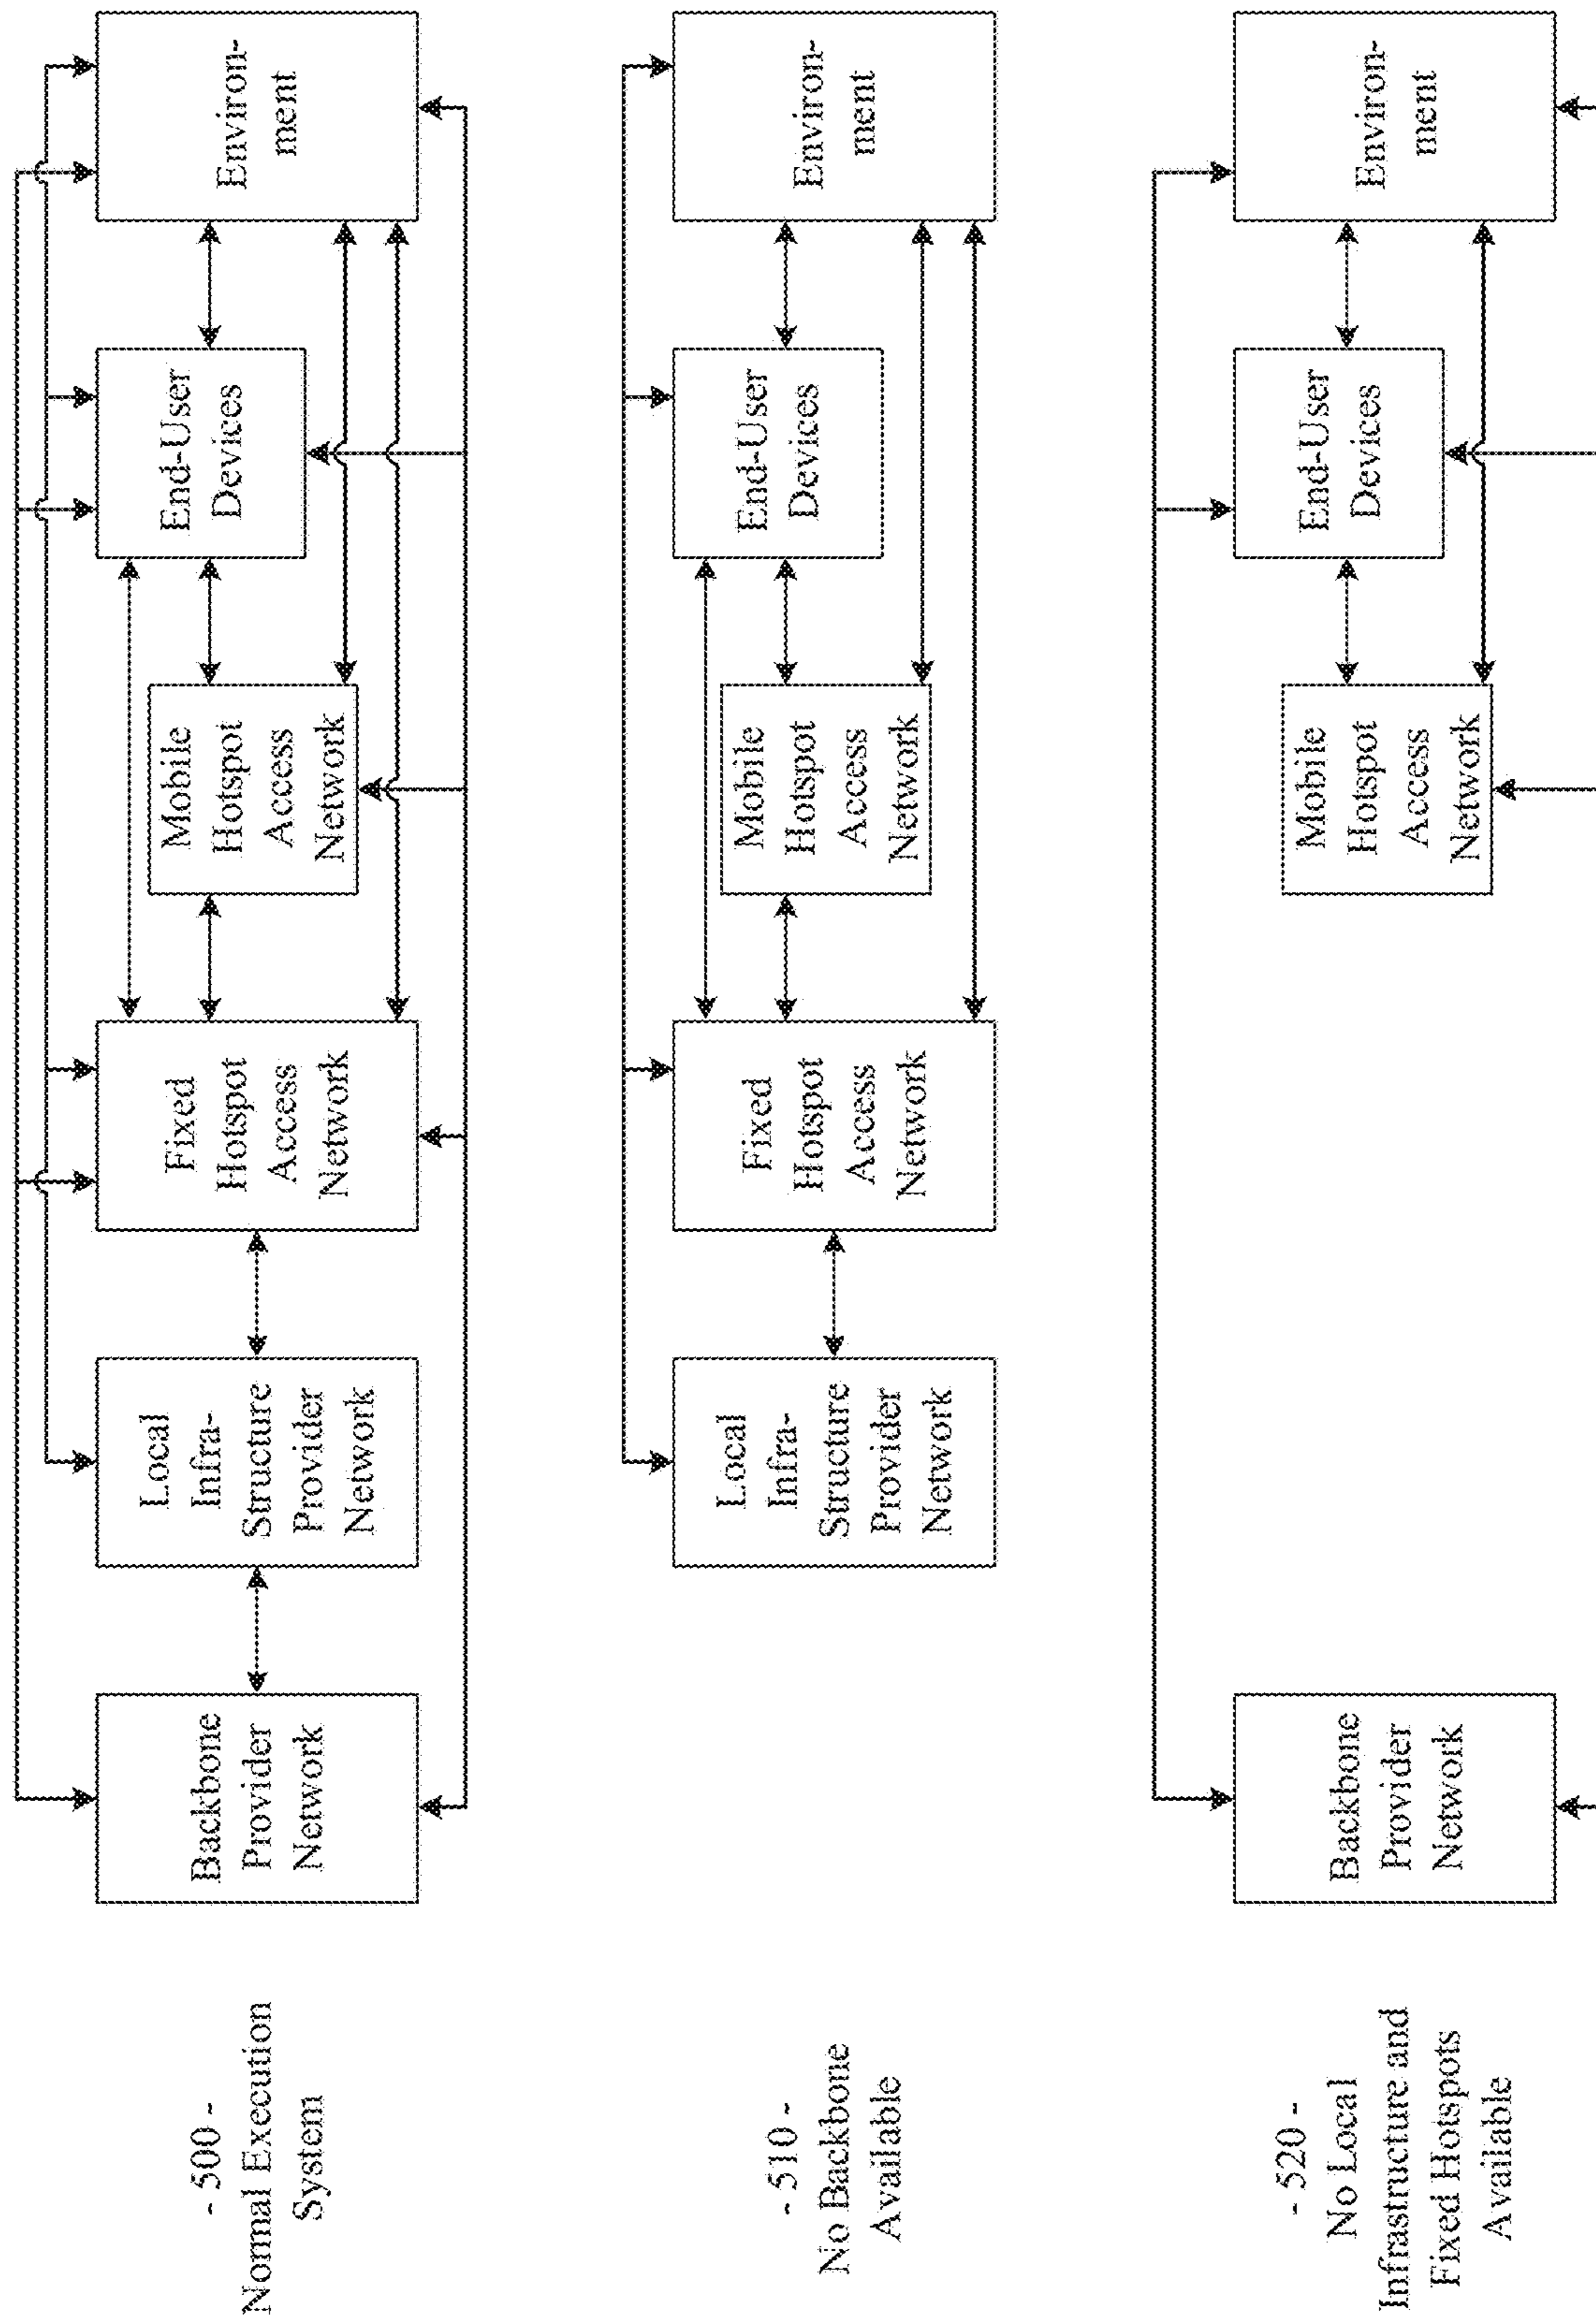 - 500 -
Normal Execution
System
Backbone
Provider
Network
Local
Infra-
Structure
Provider
Network
Fixed
Hotspot
Access
Network
Mobile
Hotspot
Access
Network
End-User
Devices
Environ-
ment
- 510 -
No Backbone
Available
Local
Infra-
Structure
Provider
Network
Fixed
Hotspot
Access
Network
Mobile
Hotspot
Access
Network
End-User
Devices
Environ-
ment
- 520 -
No Local
Infrastructure and
Fixed Hotspots
Available
Backbone
Provider
Network
Mobile
Hotspot
Access
Network
End-User
Devices
Environ-
ment